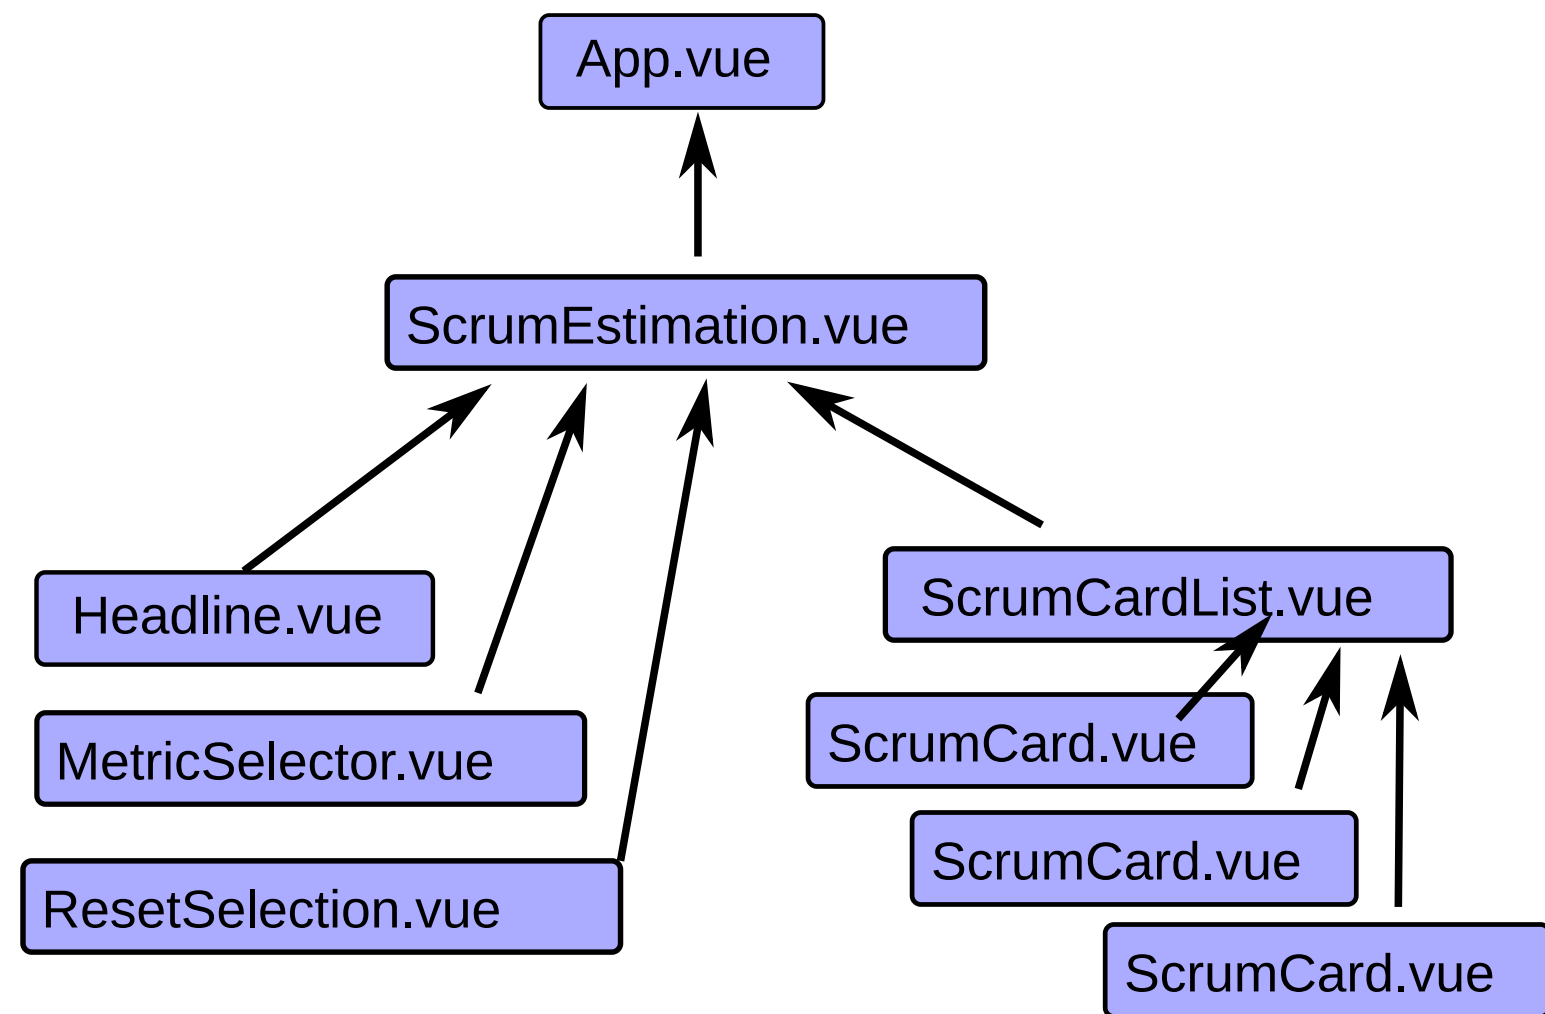 App.vue
ScrumEstimation.vue
Headline.vue
ScrumCardList.vue
MetricSelector.vue
ScrumCard.vue
ScrumCard.vue
ResetSelection.vue
ScrumCard.vue